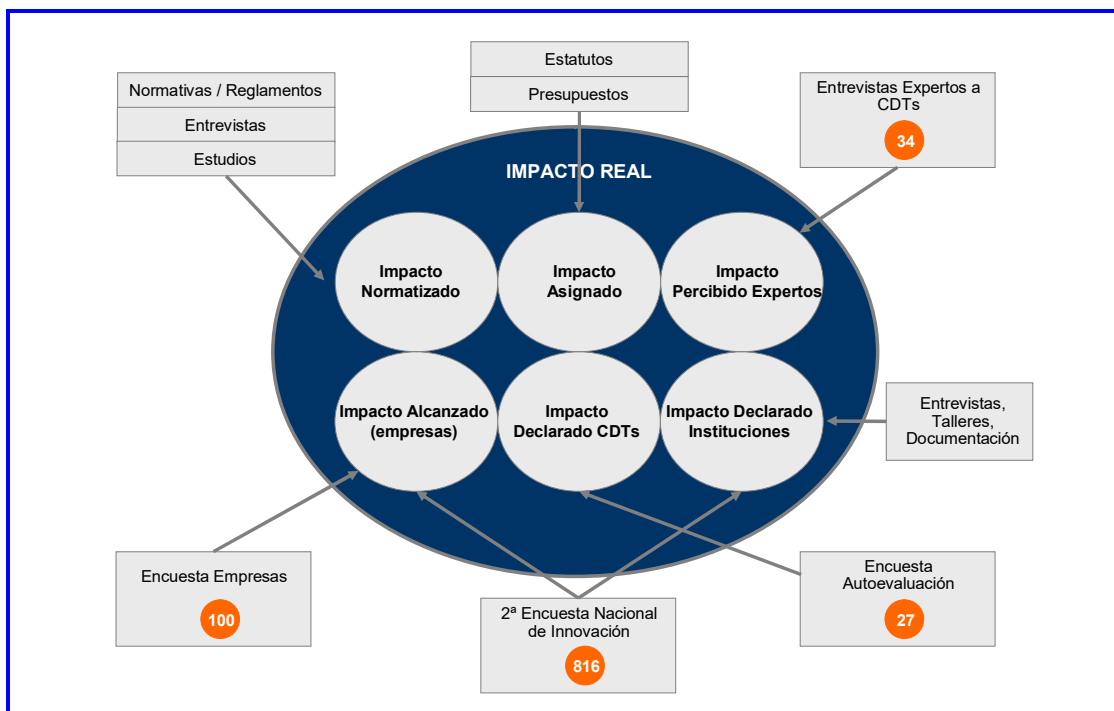 Estatutos
Presupuestos
Normativas / Reglamentos
Entrevistas
Estudios
Entrevistas Expertos a
CDTs
34
IMPACTO REAL
Impacto
Normatizado
Impacto
Asignado
Impacto
Percibido Expertos
Impacto Alcanzado
(empresas)
Impacto
Declarado CDTs
Impacto Declarado
Instituciones
Entrevistas,
Talleres,
Documentación
Encuesta Empresas
100
2ª Encuesta Nacional
de Innovación
816
Encuesta
Autoevaluación
27